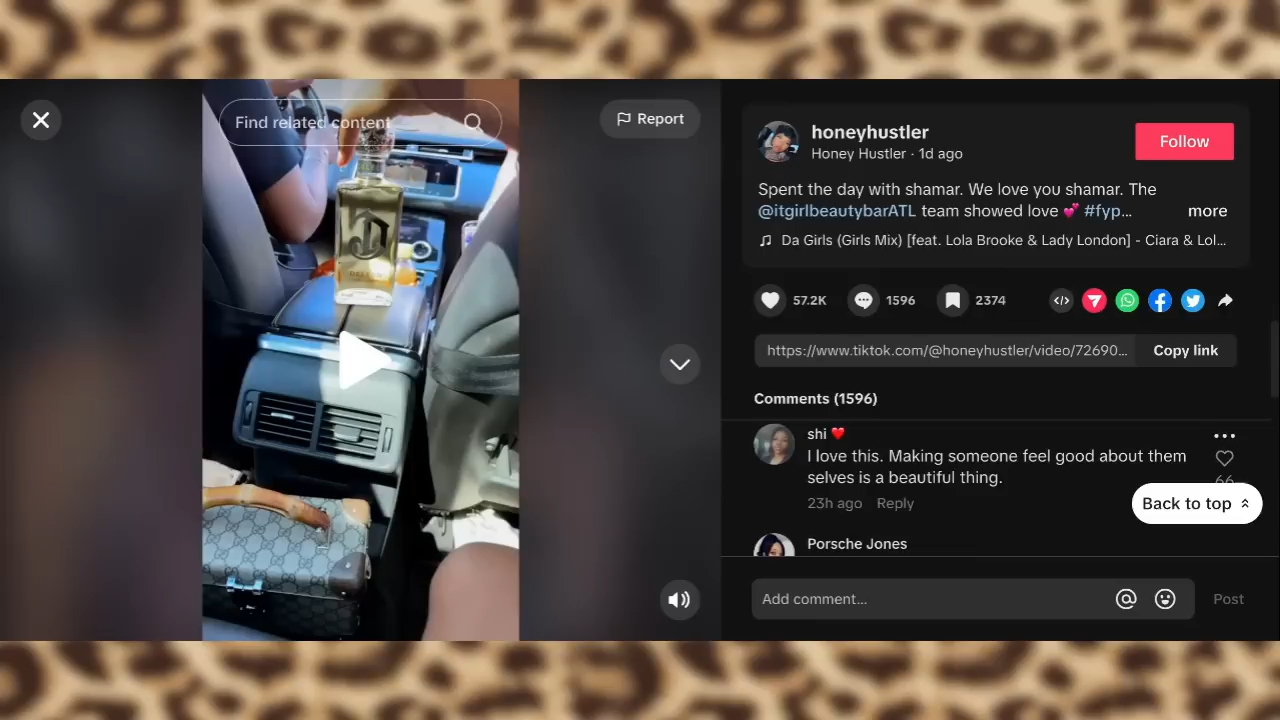 Find related content
Report
honeyhustler
Honey Hustler · 1d ago
Follow
Spent the day with shamar. We love you shamar. The
@itgirlbeautybarATL team showed love 💕 #fyp...
more
Da Girls (Girls Mix) [feat. Lola Brooke & Lady London] - Ciara & Lol...
57.2K
1596
2374
https://www.tiktok.com/@honeyhustler/video/72690...
Copy link
Comments (1596)
shi ❤️
I love this. Making someone feel good about them
selves is a beautiful thing.
66
23h ago
Reply
Back to top
Porsche Jones
Add comment...
Post